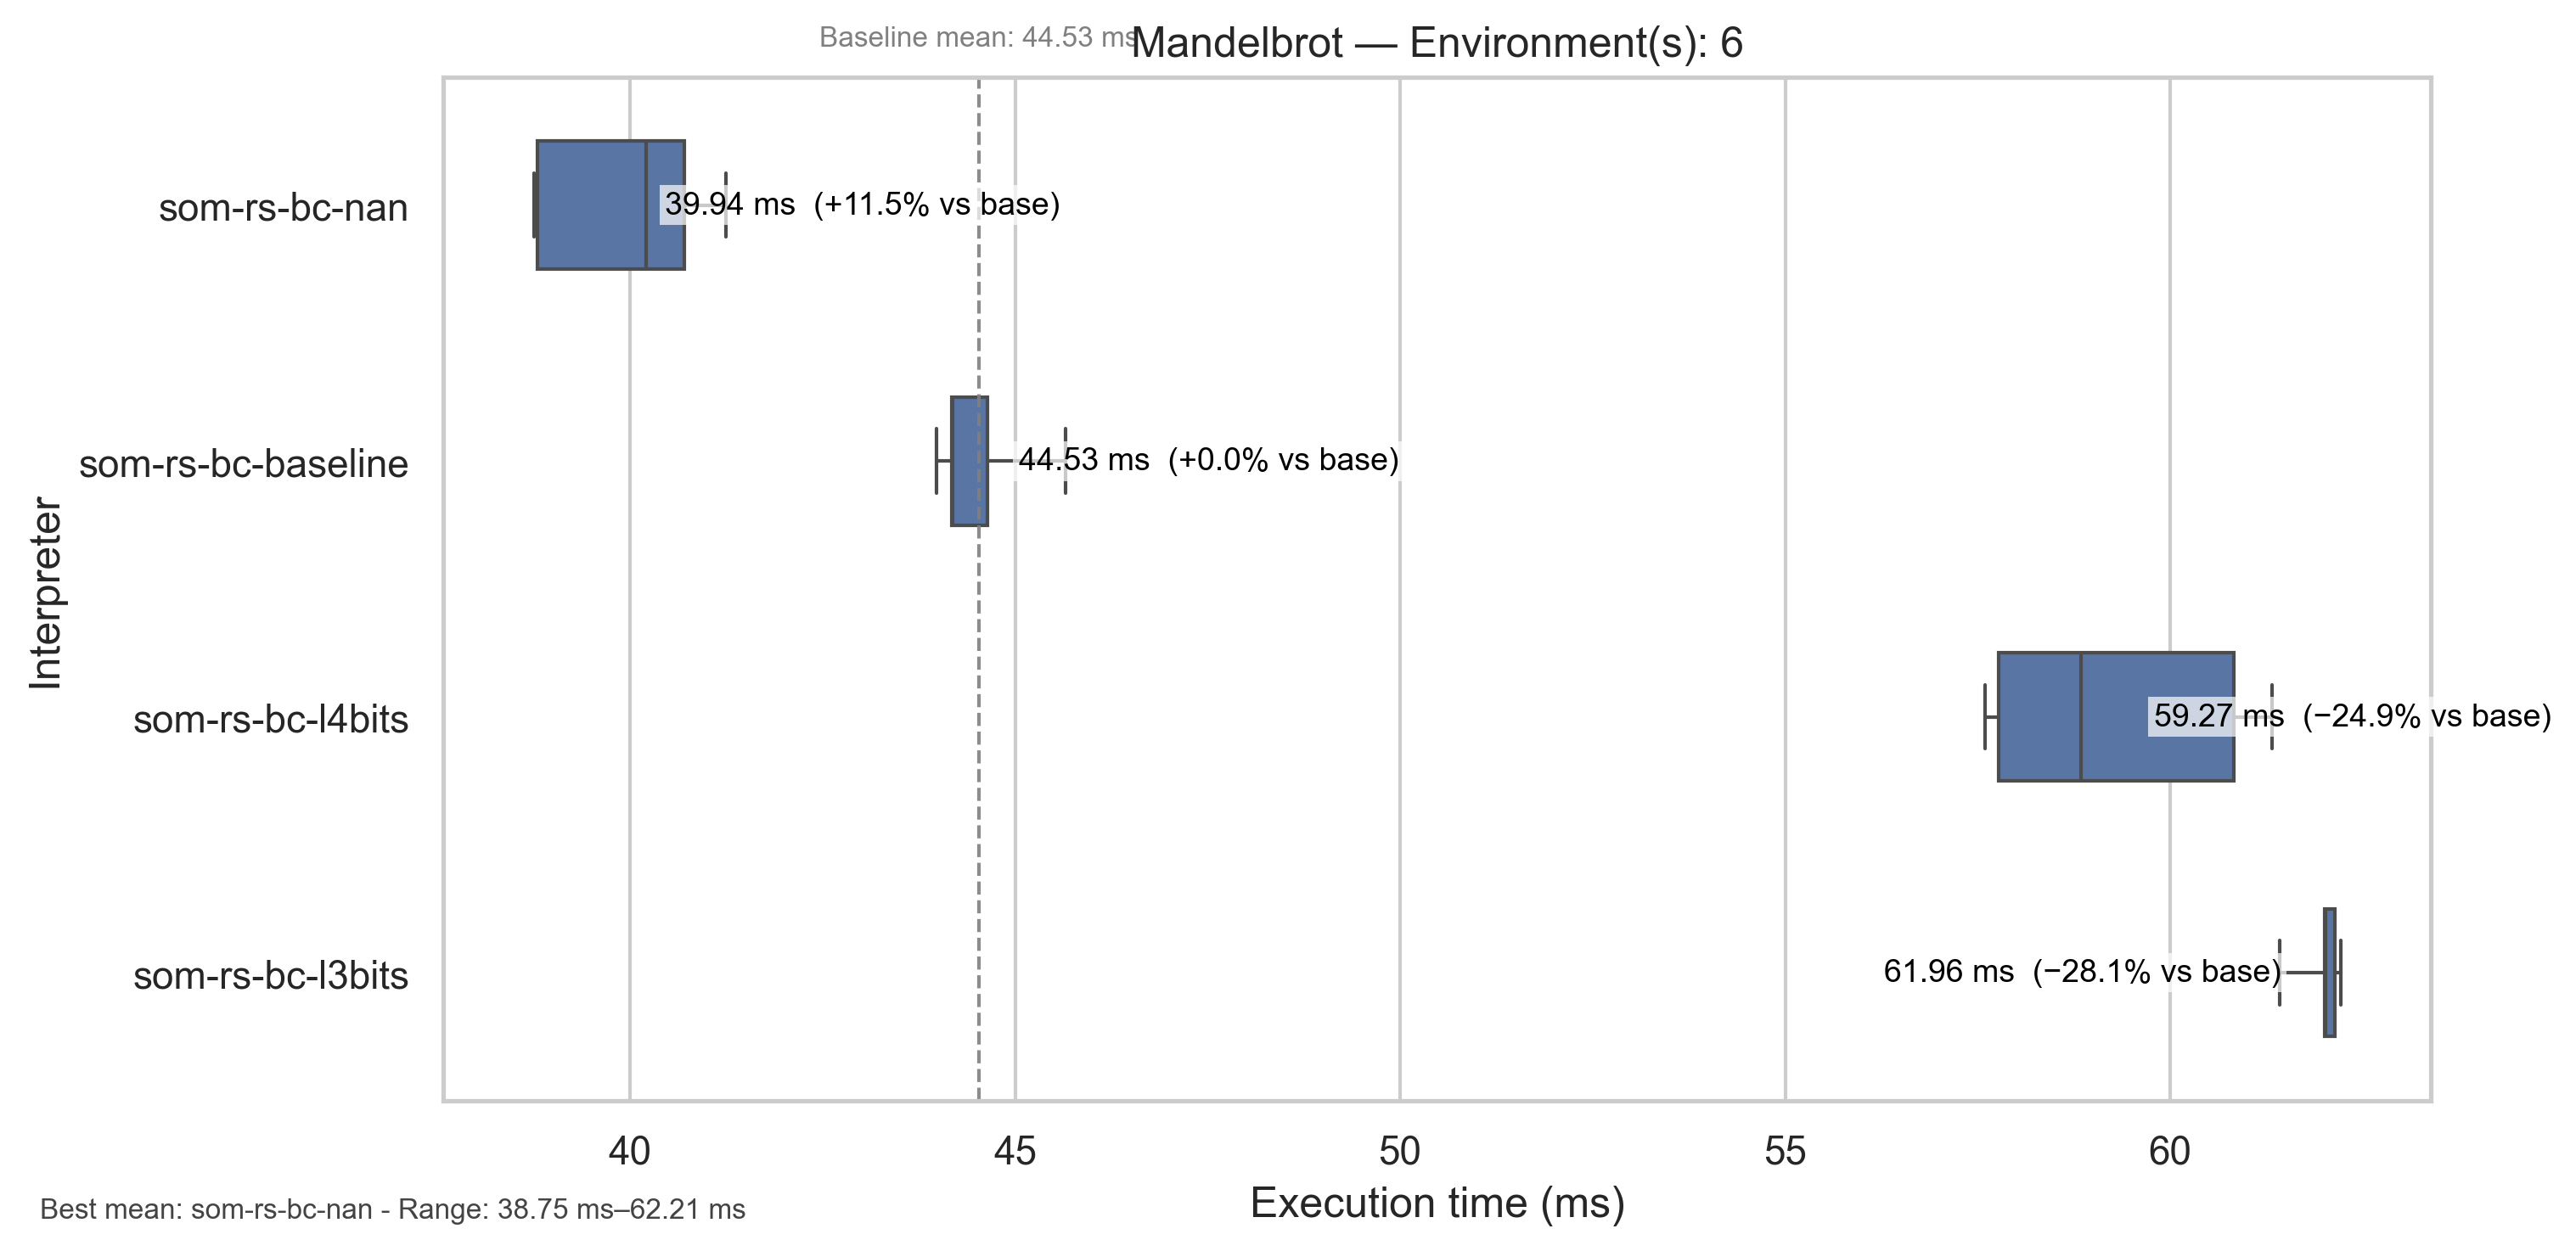 Baseline mean: 44.53 ms
Mandelbrot — Environment(s): 6
som-rs-bc-nan
39.94 ms (+11.5% vs base)
som-rs-bc-baseline
44.53 ms (+0.0% vs base)
som-rs-bc-l4bits
59.27 ms (−24.9% vs base)
som-rs-bc-l3bits
61.96 ms (−28.1% vs base)
Interpreter
40 45 50 55 60
Execution time (ms)
Best mean: som-rs-bc-nan - Range: 38.75 ms–62.21 ms